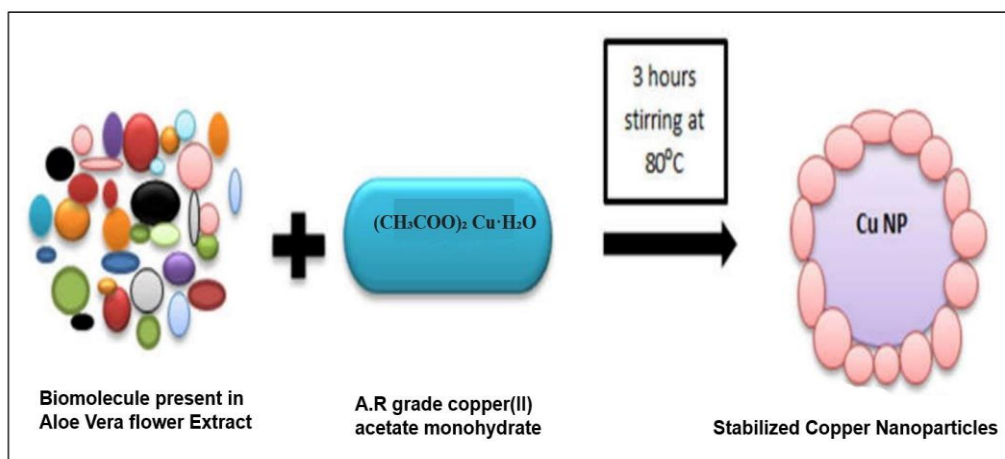 3 hours
stirring at
80⁰C
(CH₃COO)₂ Cu·H₂O
Cu NP
Biomolecule present in
Aloe Vera flower Extract
A.R grade copper(II)
acetate monohydrate
Stabilized Copper Nanoparticles